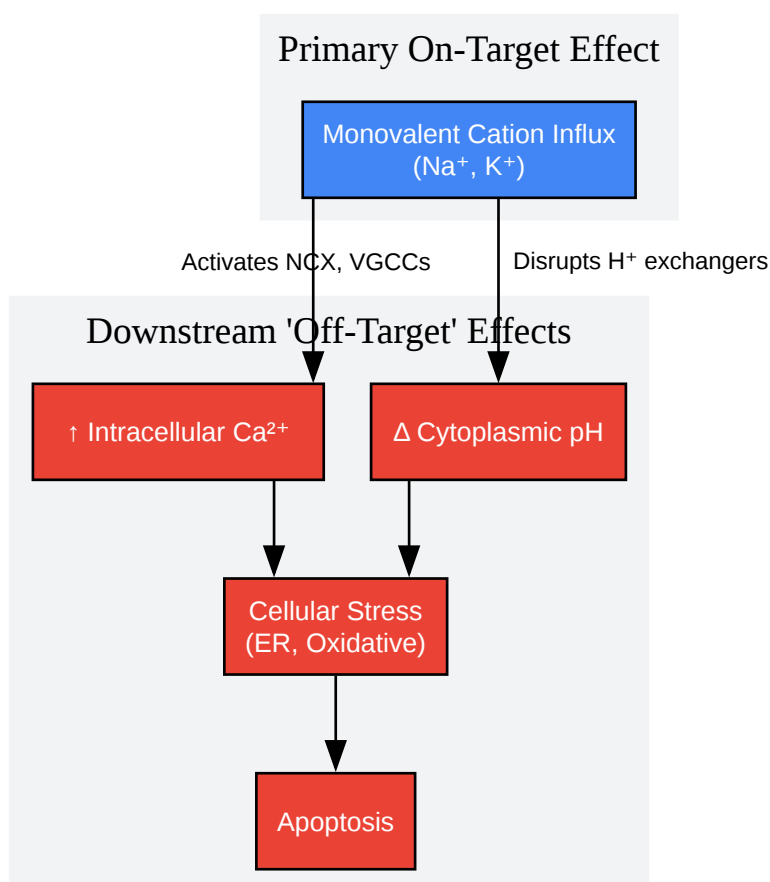 Primary On-Target Effect
Monovalent Cation Influx
(Na⁺, K⁺)
Activates NCX, VGCCs
Disrupts H⁺ exchangers
Downstream 'Off-Target' Effects
↑ Intracellular Ca²⁺
Δ Cytoplasmic pH
Cellular Stress
(ER, Oxidative)
Apoptosis